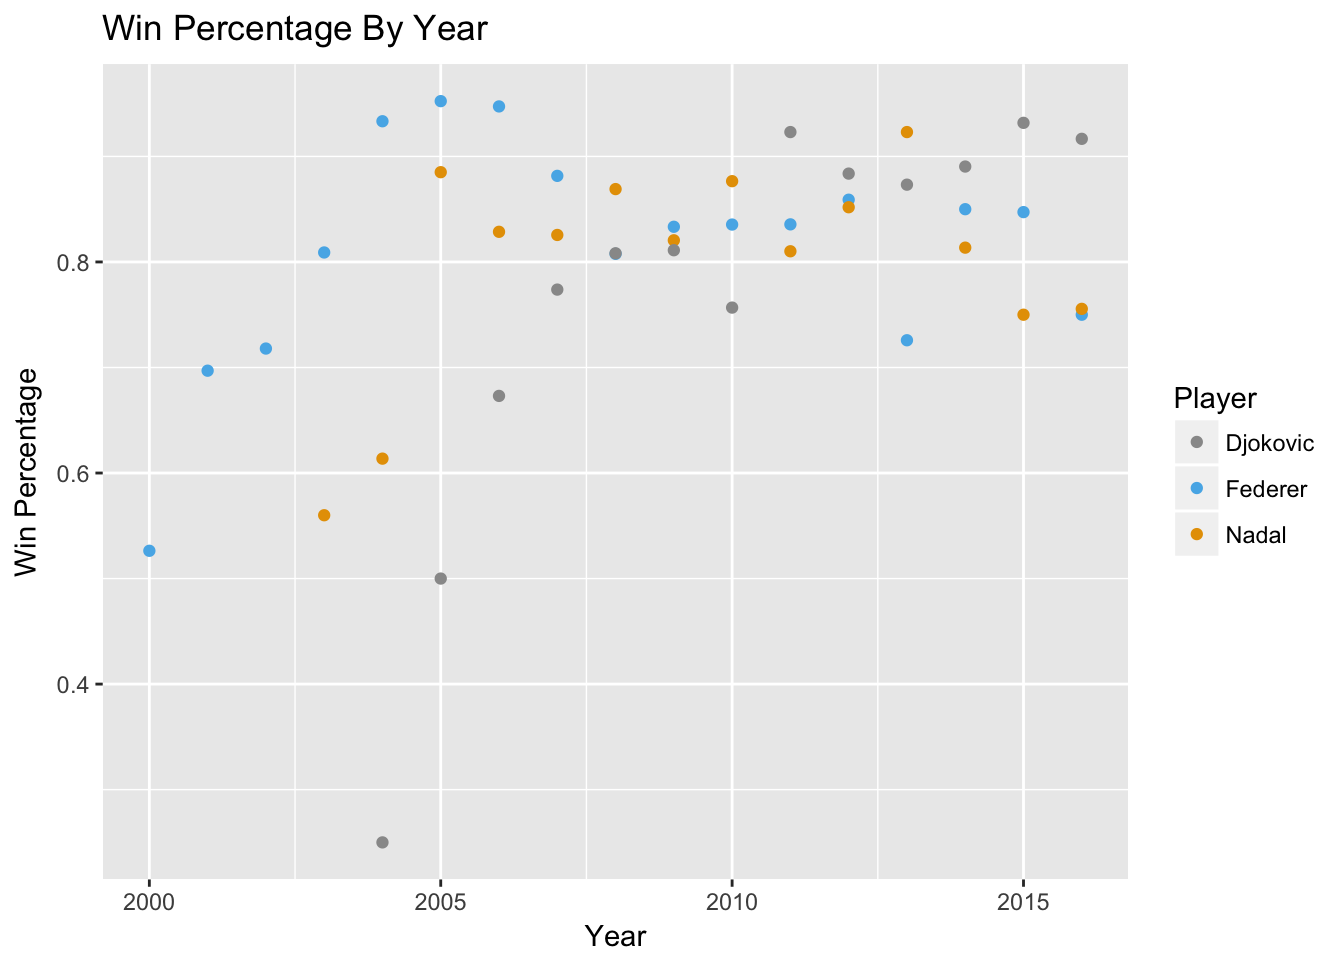 Win Percentage By Year
Win Percentage
0.8
0.6
0.4
2000 2005 2010 2015
Year
Player
Djokovic
Federer
Nadal